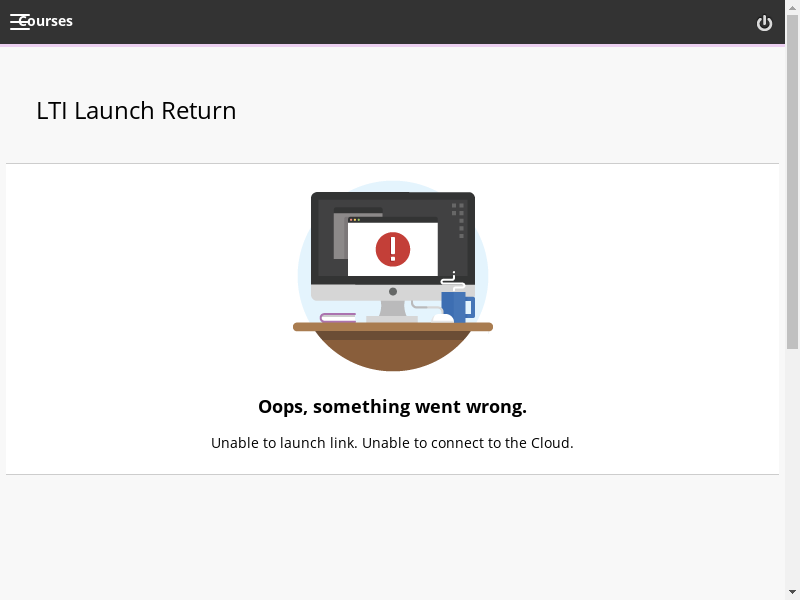 Courses
LTI Launch Return
Oops, something went wrong.
Unable to launch link. Unable to connect to the Cloud.